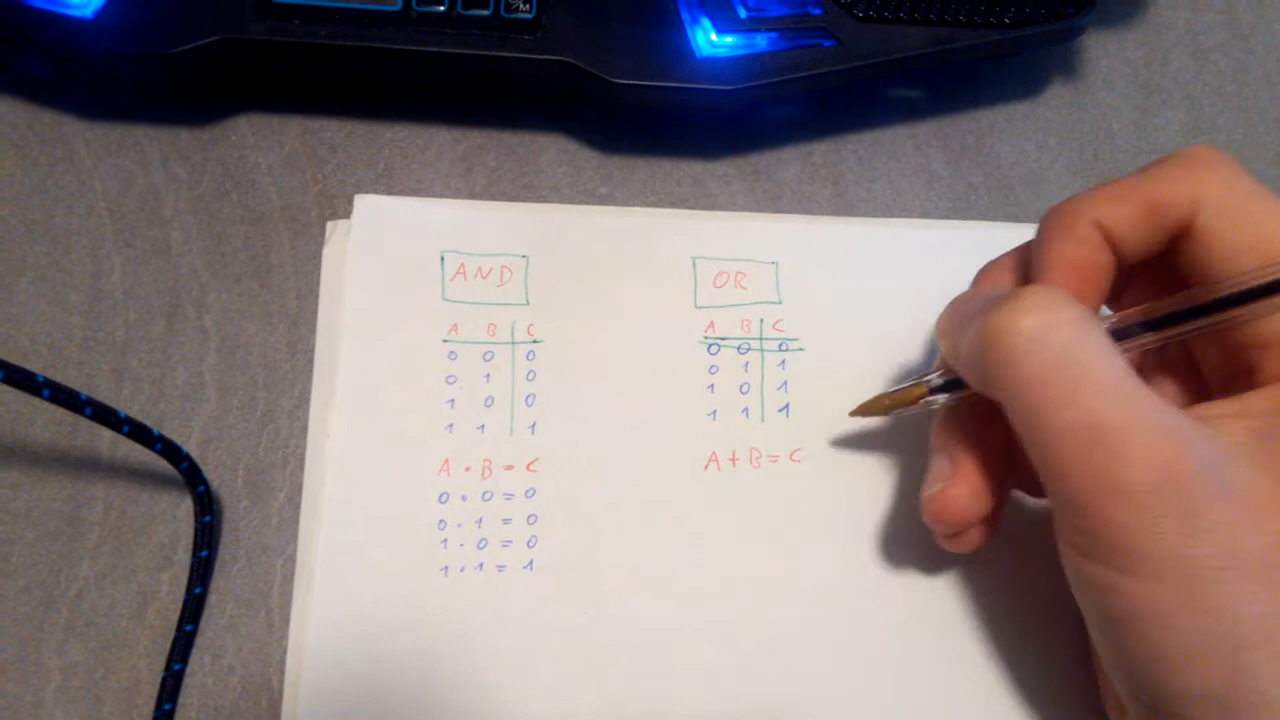 AND
A B C
0 0 0
0 1 0
1 0 0
1 1 1
A · B = C
0 · 0 = 0
0 · 1 = 0
1 · 0 = 0
1 · 1 = 1
OR
A B C
0 0 0
0 1 1
1 0 1
1 1 1
A + B = C